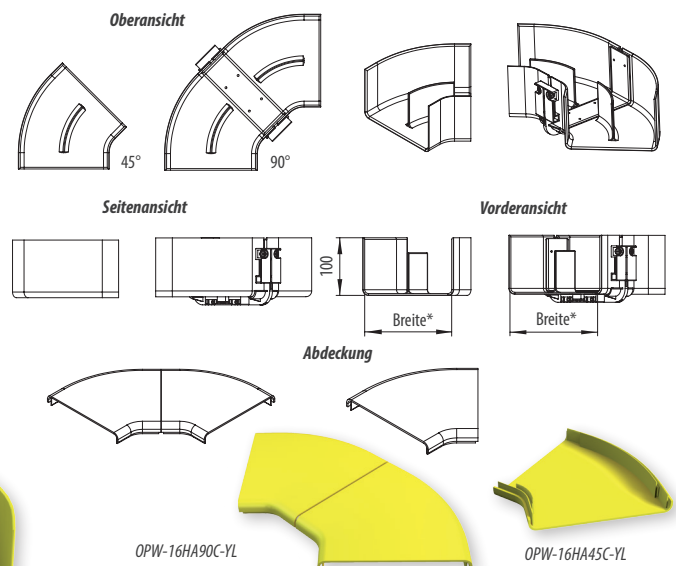 Oberansicht
45°
90°
Seitenansicht
Vorderansicht
100
Breite*
Breite*
Abdeckung
OPW-16HA90C-YL
OPW-16HA45C-YL